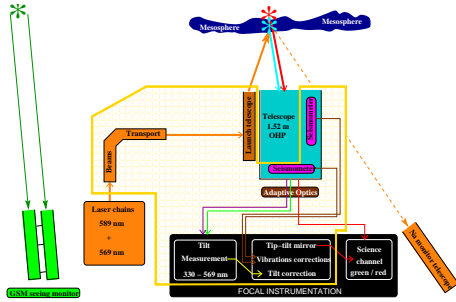 Mesosphere
Mesosphere
Telescope
1.52 m
OHP
Seismometer
Launch telescope
Transport
Beams
Seismometer
Adaptive Optics
Laser chains
589 nm
+
569 nm
Na monitor telescope
Tilt
Measurement
330 – 569 nm
Tip–tilt mirror
Vibrations corrections
Tilt correction
Science
channel
green / red
GSM seeing monitor
FOCAL INSTRUMENTATION